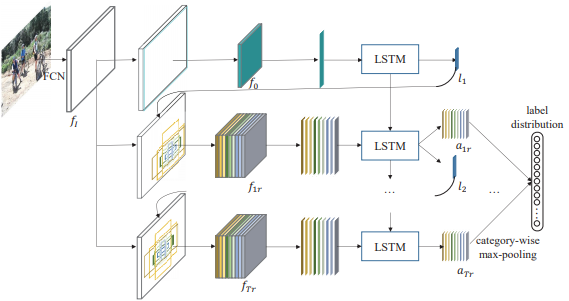 FCN
f_I
f_0
LSTM
l_1
label
distribution
f_{1r}
LSTM
a_{1r}
l_2
...
...
f_{Tr}
LSTM
a_{Tr}
category-wise
max-pooling